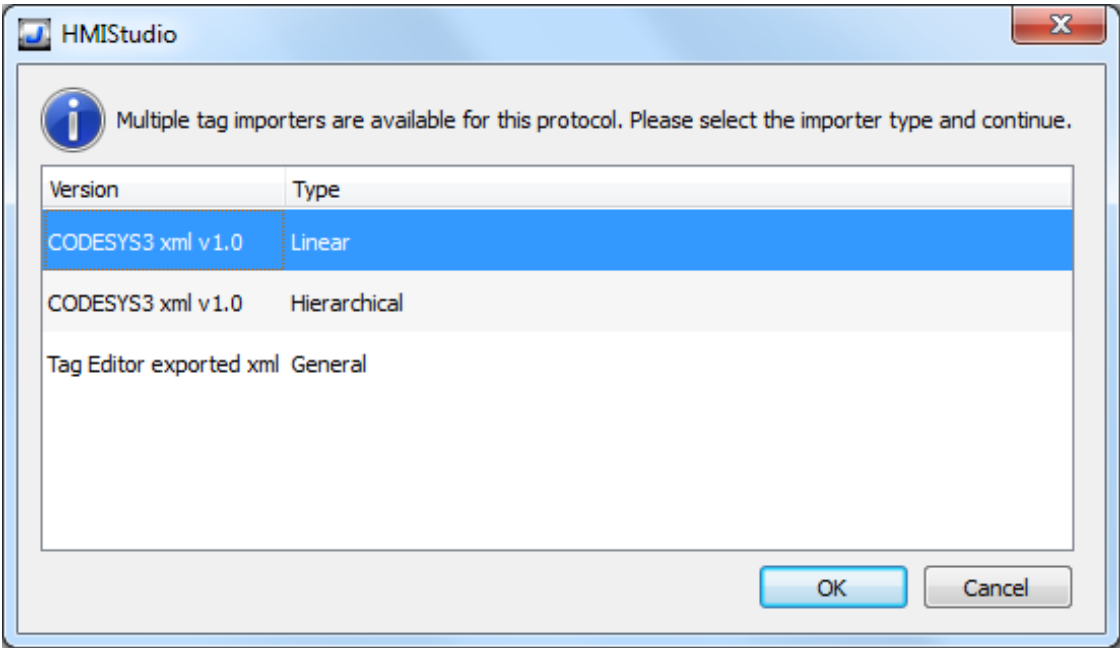 HMIStudio
Multiple tag importers are available for this protocol. Please select the importer type and continue.
Version Type
CODESYS3 xml v1.0 Linear
CODESYS3 xml v1.0 Hierarchical
Tag Editor exported xml General
OK Cancel